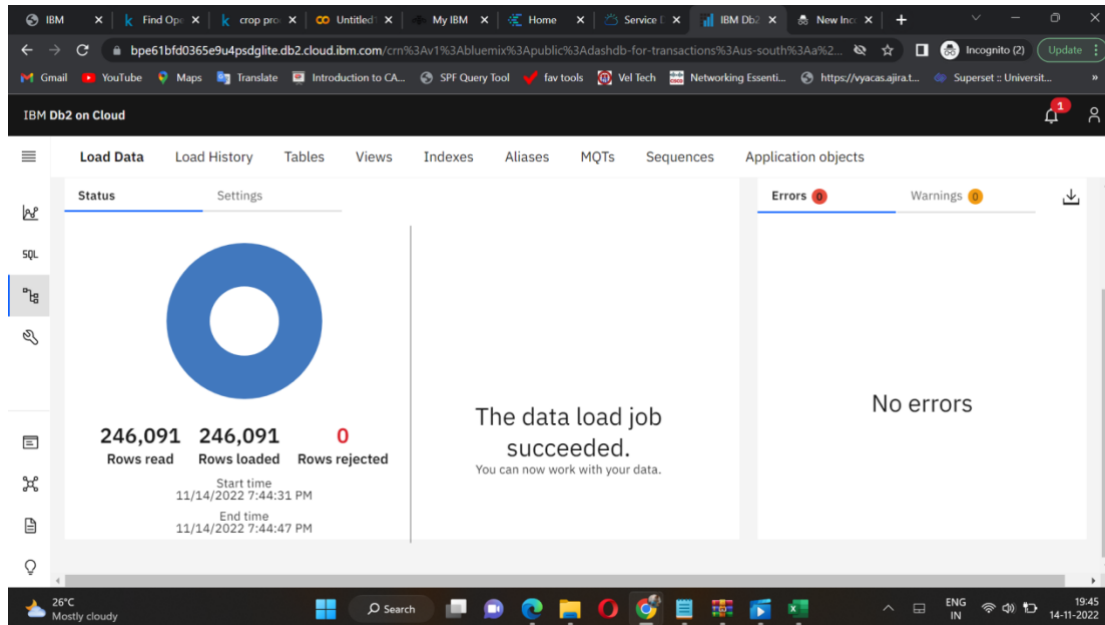 IBM
Find Ope
crop pro
Untitled1
My IBM
Home
Service D
IBM Db2
New Inc
bpe61bfd0365e9u4psdglite.db2.cloud.ibm.com/crn%3Av1%3Abluemix%3Apublic%3Adashdb-for-transactions%3Aus-south%3Aa%2...
Incognito (2)
Update
Gmail
YouTube
Maps
Translate
Introduction to CA...
SPF Query Tool
fav tools
Vel Tech
Networking Essenti...
https://vyacas.ajira.t...
Superset :: Universit...
»
IBM Db2 on Cloud
1
Load Data
Load History
Tables
Views
Indexes
Aliases
MQTs
Sequences
Application objects
SQL
Status
Settings
Errors 0
Warnings 0
246,091
Rows read
246,091
Rows loaded
0
Rows rejected
Start time
11/14/2022 7:44:31 PM
End time
11/14/2022 7:44:47 PM
The data load job
succeeded.
You can now work with your data.
No errors
26°C
Mostly cloudy
Search
ENG
IN
19:45
14-11-2022